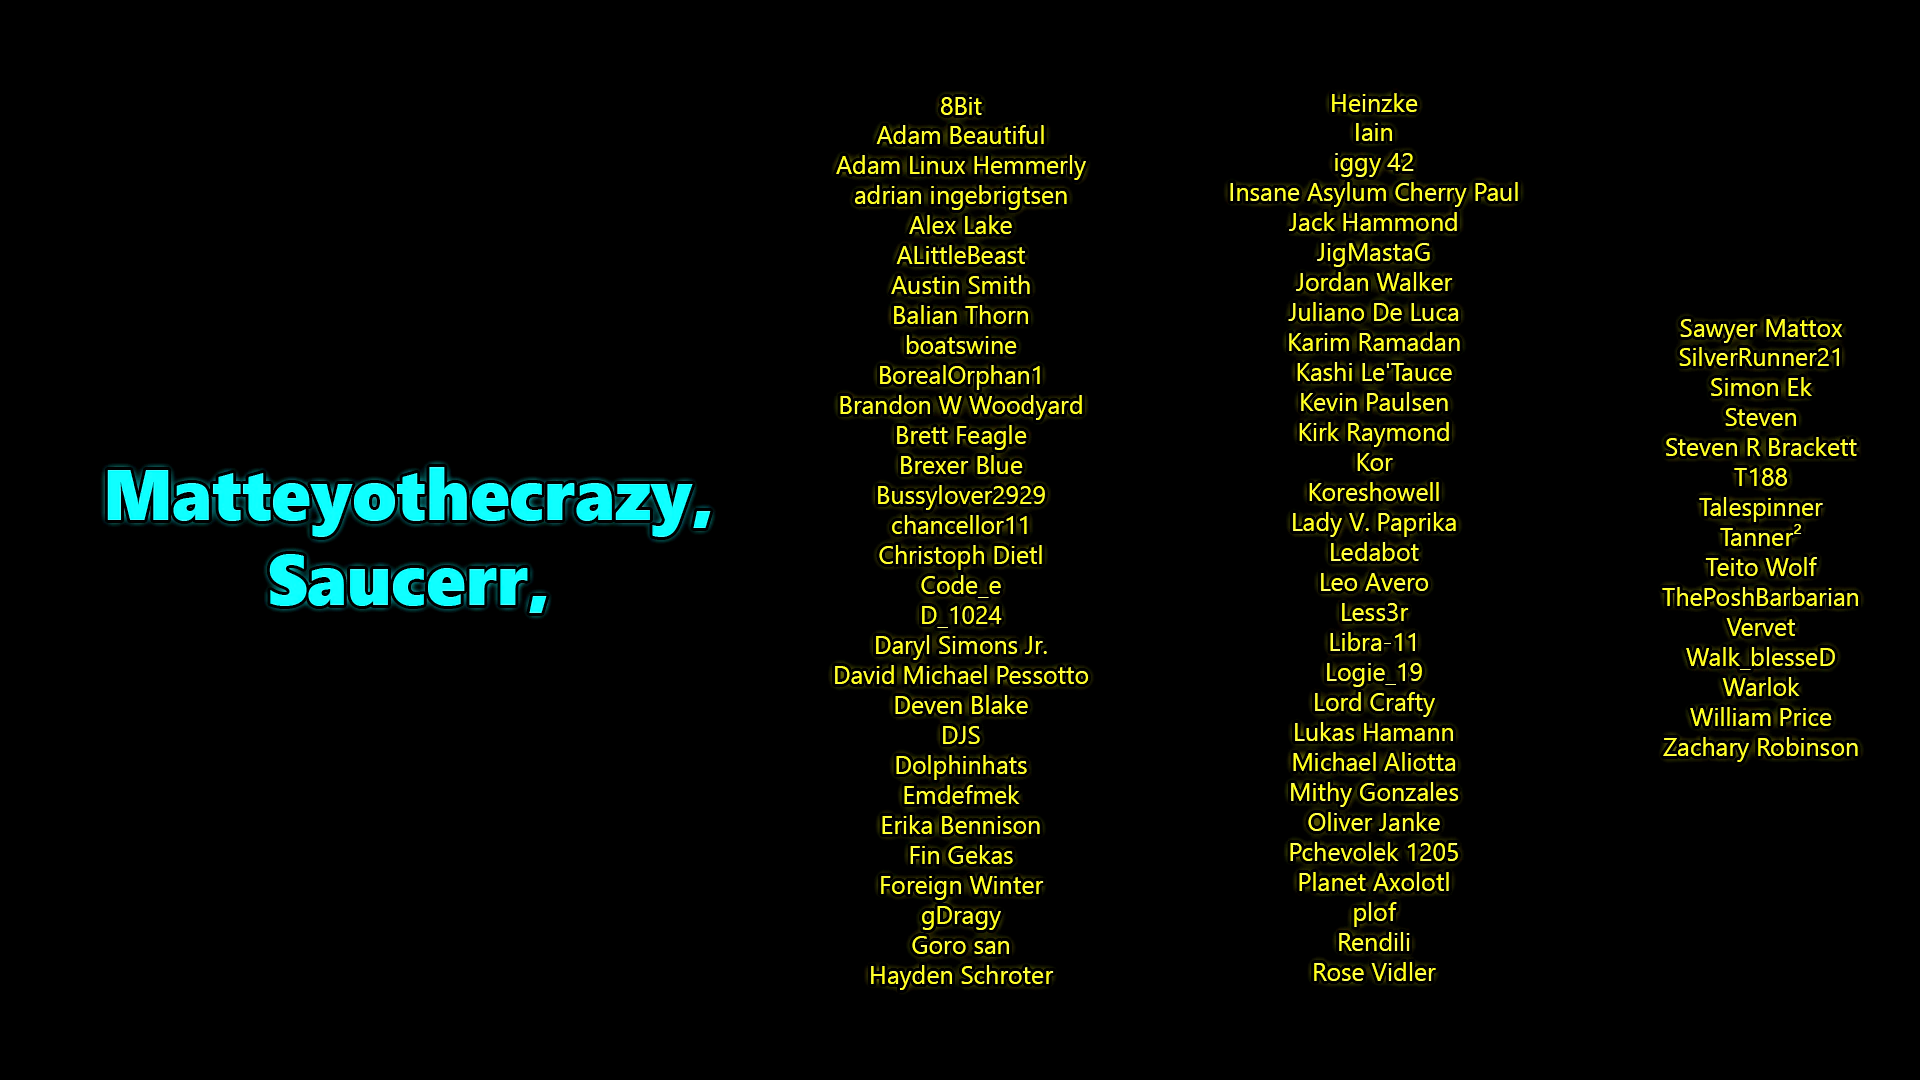 Matteyothecrazy,
Saucerr,
8Bit
Adam Beautiful
Adam Linux Hemmerly
adrian ingebrigtsen
Alex Lake
ALittleBeast
Austin Smith
Balian Thorn
boatswine
BorealOrphan1
Brandon W Woodyard
Brett Feagle
Brexer Blue
Bussylover2929
chancellor11
Christoph Dietl
Code_e
D_1024
Daryl Simons Jr.
David Michael Pessotto
Deven Blake
DJS
Dolphinhats
Emdefmek
Erika Bennison
Fin Gekas
Foreign Winter
gDragy
Goro san
Hayden Schroter
Heinzke
Iain
iggy 42
Insane Asylum Cherry Paul
Jack Hammond
JigMastaG
Jordan Walker
Juliano De Luca
Karim Ramadan
Kashi Le'Tauce
Kevin Paulsen
Kirk Raymond
Kor
Koreshowell
Lady V. Paprika
Ledabot
Leo Avero
Less3r
Libra-11
Logie_19
Lord Crafty
Lukas Hamann
Michael Aliotta
Mithy Gonzales
Oliver Janke
Pchevolek 1205
Planet Axolotl
plof
Rendili
Rose Vidler
Sawyer Mattox
SilverRunner21
Simon Ek
Steven
Steven R Brackett
T188
Talespinner
Tanner²
Teito Wolf
ThePoshBarbarian
Vervet
Walk_blesseD
Warlok
William Price
Zachary Robinson